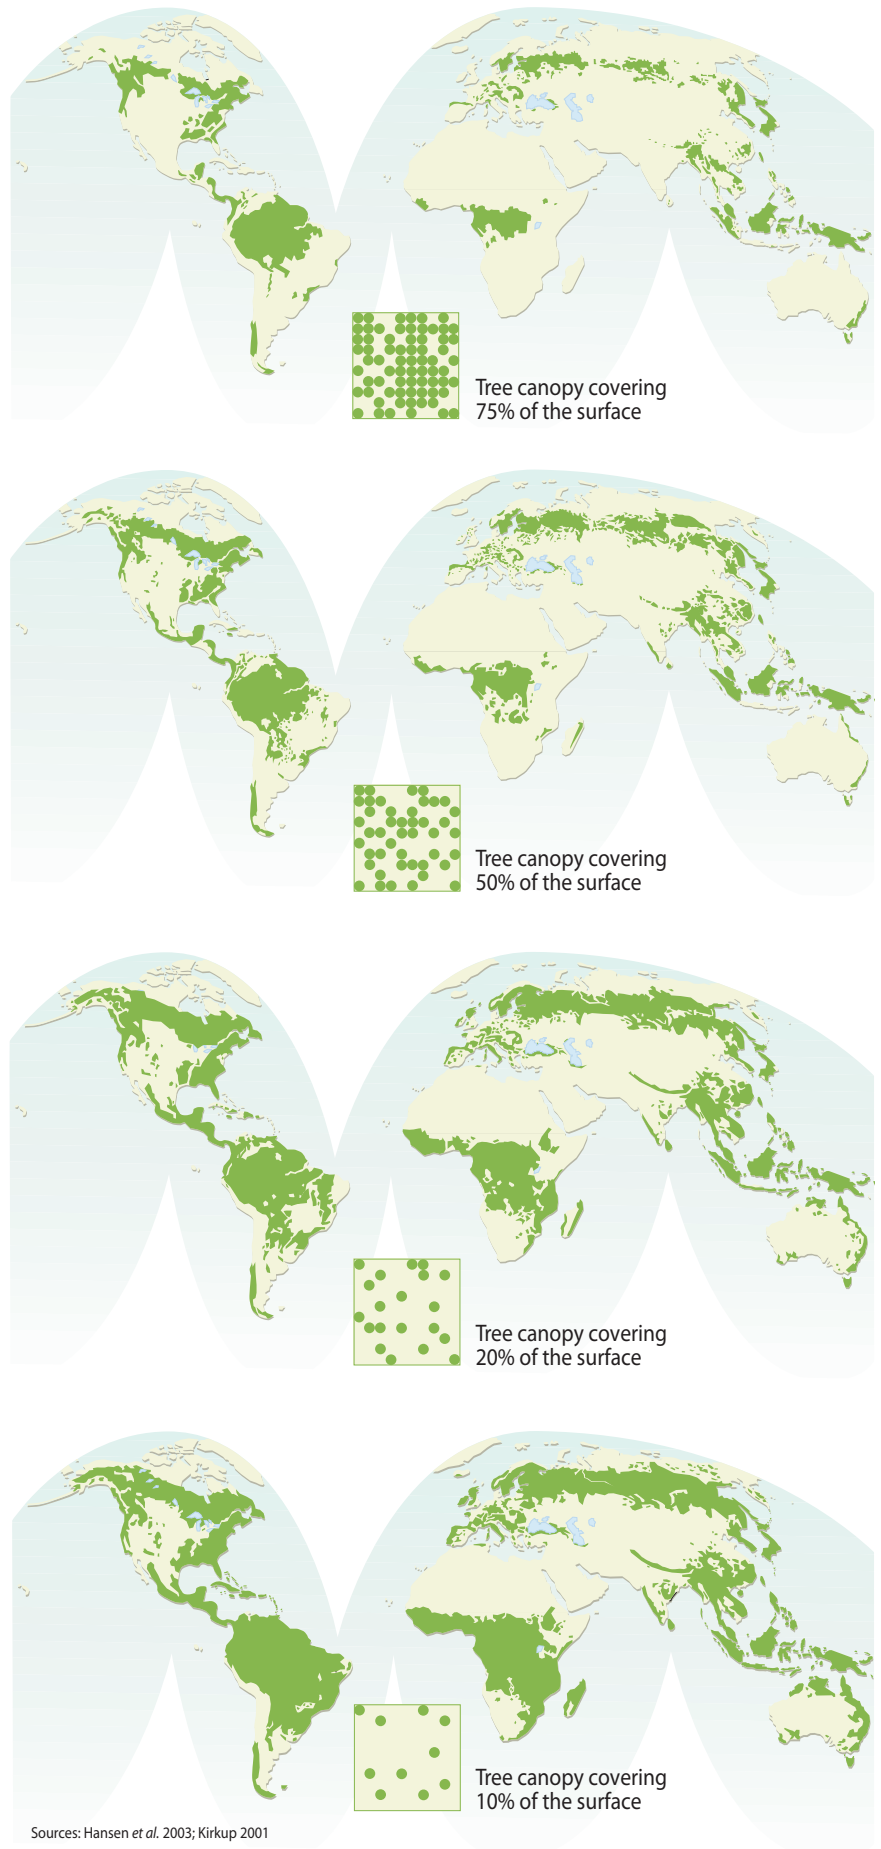 Tree canopy covering
75% of the surface
Tree canopy covering
50% of the surface
Tree canopy covering
20% of the surface
Tree canopy covering
10% of the surface
Sources: Hansen et al. 2003; Kirkup 2001